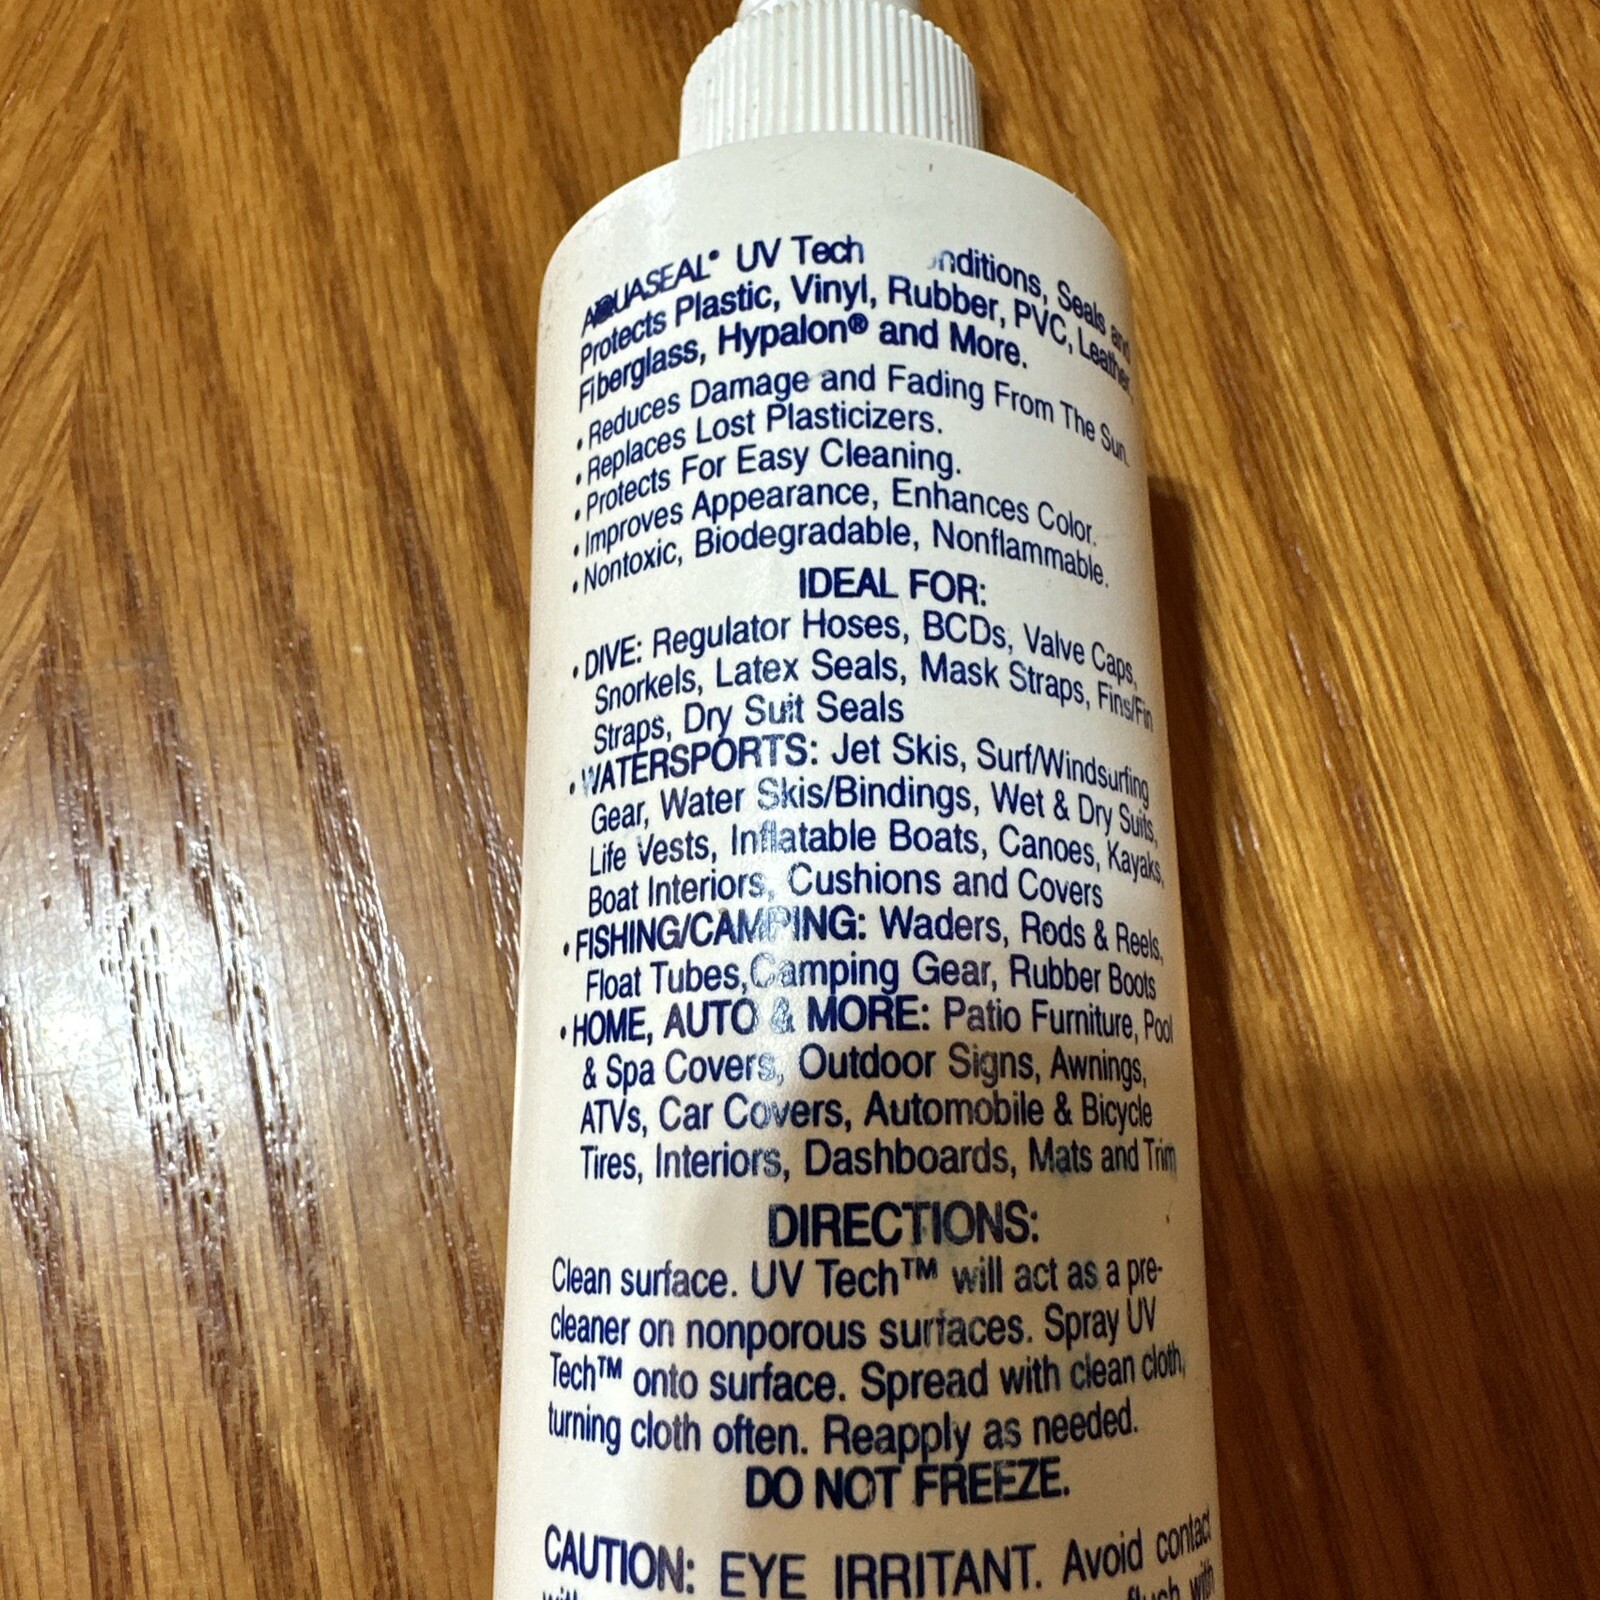 AQUASEAL® UV Tech onditions, Seals and
Protects Plastic, Vinyl, Rubber, PVC, Leather,
Fiberglass, Hypalon® and More.
• Reduces Damage and Fading From The Sun.
• Replaces Lost Plasticizers.
• Protects For Easy Cleaning.
• Improves Appearance, Enhances Color.
• Nontoxic, Biodegradable, Nonflammable.
IDEAL FOR:
• DIVE: Regulator Hoses, BCDs, Valve Caps,
Snorkels, Latex Seals, Mask Straps, Fins/Fin
Straps, Dry Suit Seals
• WATERSPORTS: Jet Skis, Surf/Windsurfing
Gear, Water Skis/Bindings, Wet & Dry Suits,
Life Vests, Inflatable Boats, Canoes, Kayaks,
Boat Interiors, Cushions and Covers
• FISHING/CAMPING: Waders, Rods & Reels,
Float Tubes, Camping Gear, Rubber Boots
• HOME, AUTO & MORE: Patio Furniture, Pool
& Spa Covers, Outdoor Signs, Awnings,
ATVs, Car Covers, Automobile & Bicycle
Tires, Interiors, Dashboards, Mats and Trim
DIRECTIONS:
Clean surface. UV Tech™ will act as a pre-
cleaner on nonporous surfaces. Spray UV
Tech™ onto surface. Spread with clean cloth,
turning cloth often. Reapply as needed.
DO NOT FREEZE.
CAUTION: EYE IRRITANT. Avoid contact
with flush with